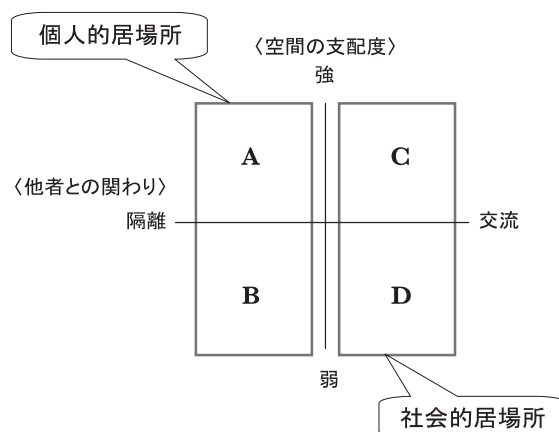 個人的居場所
〈空間の支配度〉
強
A
C
〈他者との関わり〉
隔離
交流
B
D
弱
社会的居場所